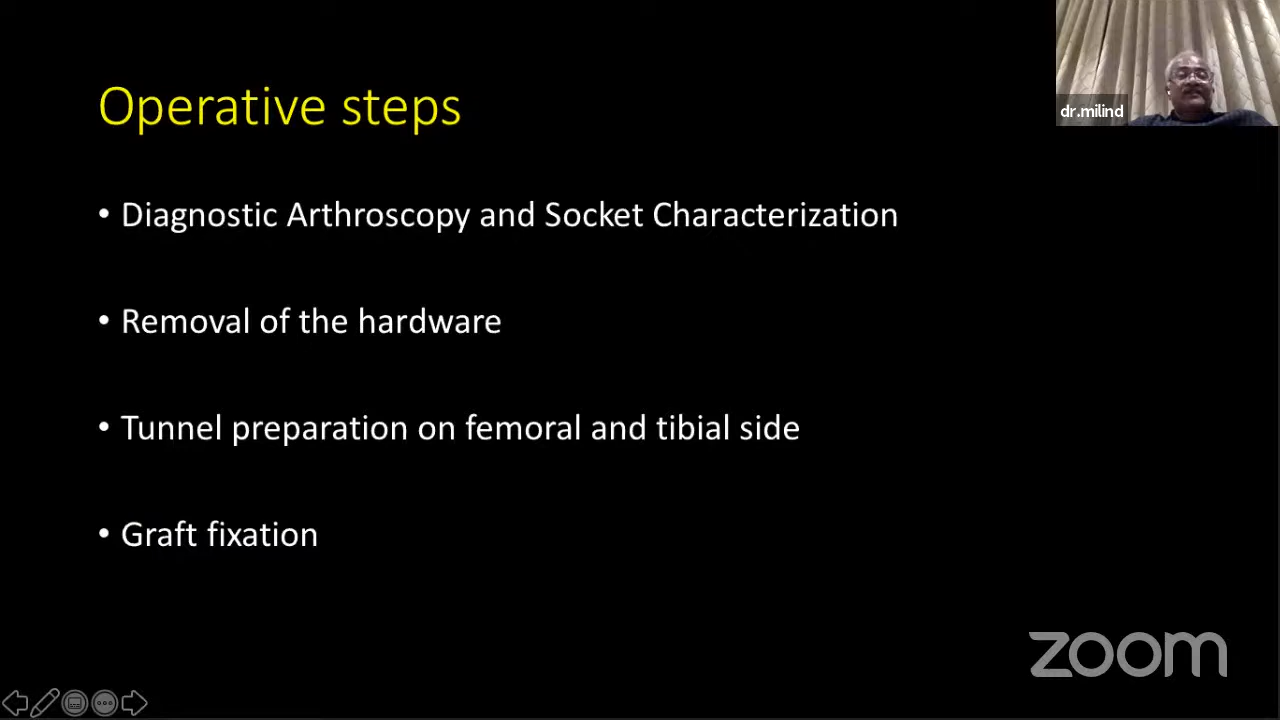 Operative steps
dr.milind
• Diagnostic Arthroscopy and Socket Characterization
• Removal of the hardware
• Tunnel preparation on femoral and tibial side
• Graft fixation
zoom